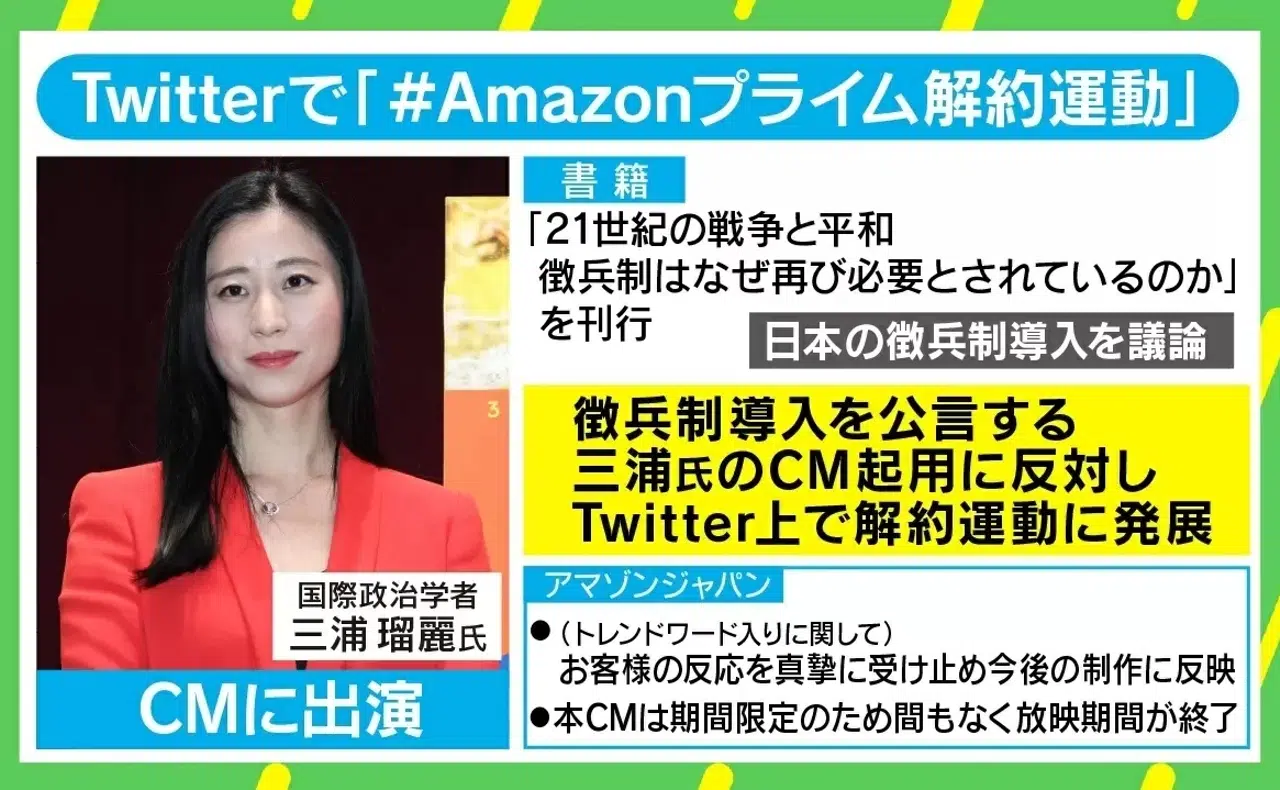 Twitterで「#Amazonプライム解約運動」
書籍
「21世紀の戦争と平和
徴兵制はなぜ再び必要とされているのか」
を刊行
日本の徴兵制導入を議論
徴兵制導入を公言する
三浦氏のCM起用に反対し
Twitter上で解約運動に発展
3
国際政治学者
三浦 瑠麗氏
CMに出演
アマゾンジャパン
●（トレンドワード入りに関して）
お客様の反応を真摯に受け止め今後の制作に反映
●本CMは期間限定のため間もなく放映期間が終了